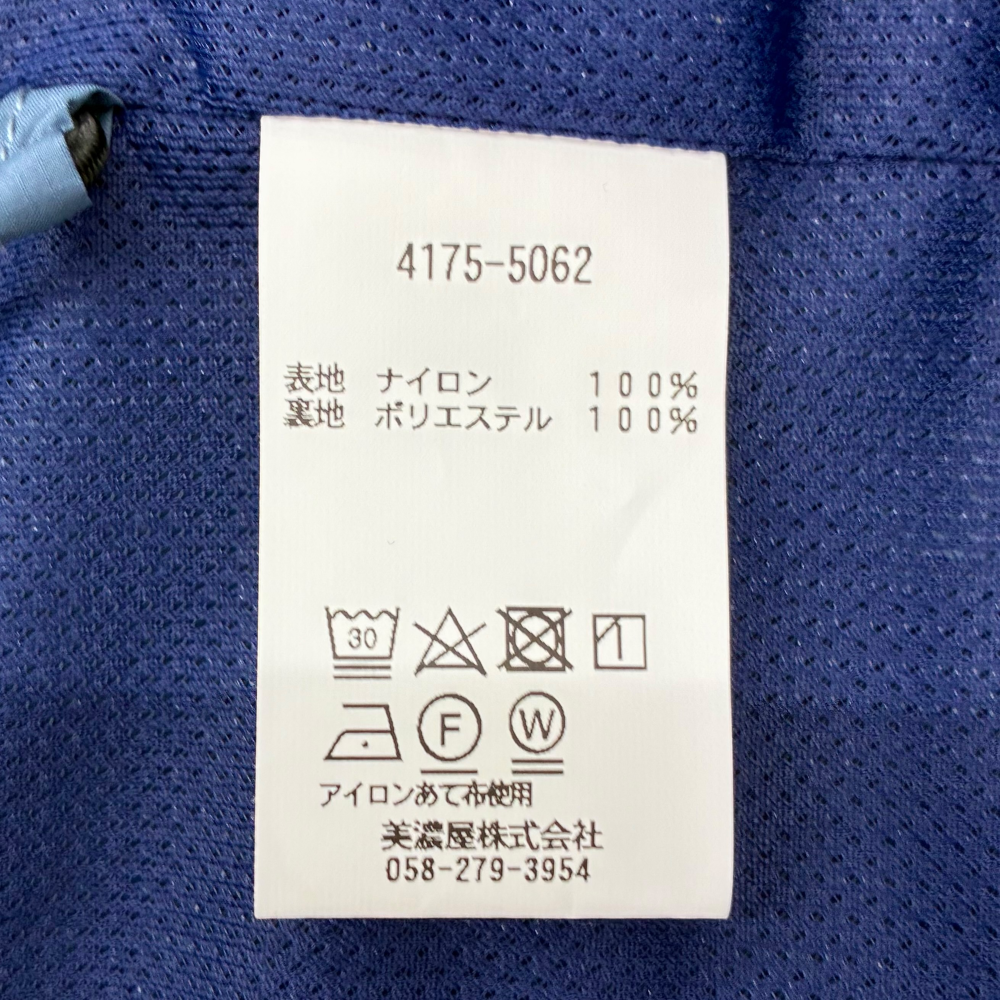 4175-5062
表地 ナイロン 100%
裏地 ポリエステル 100%
30
F W
アイロンあて布使用
美濃屋株式会社
058-279-3954